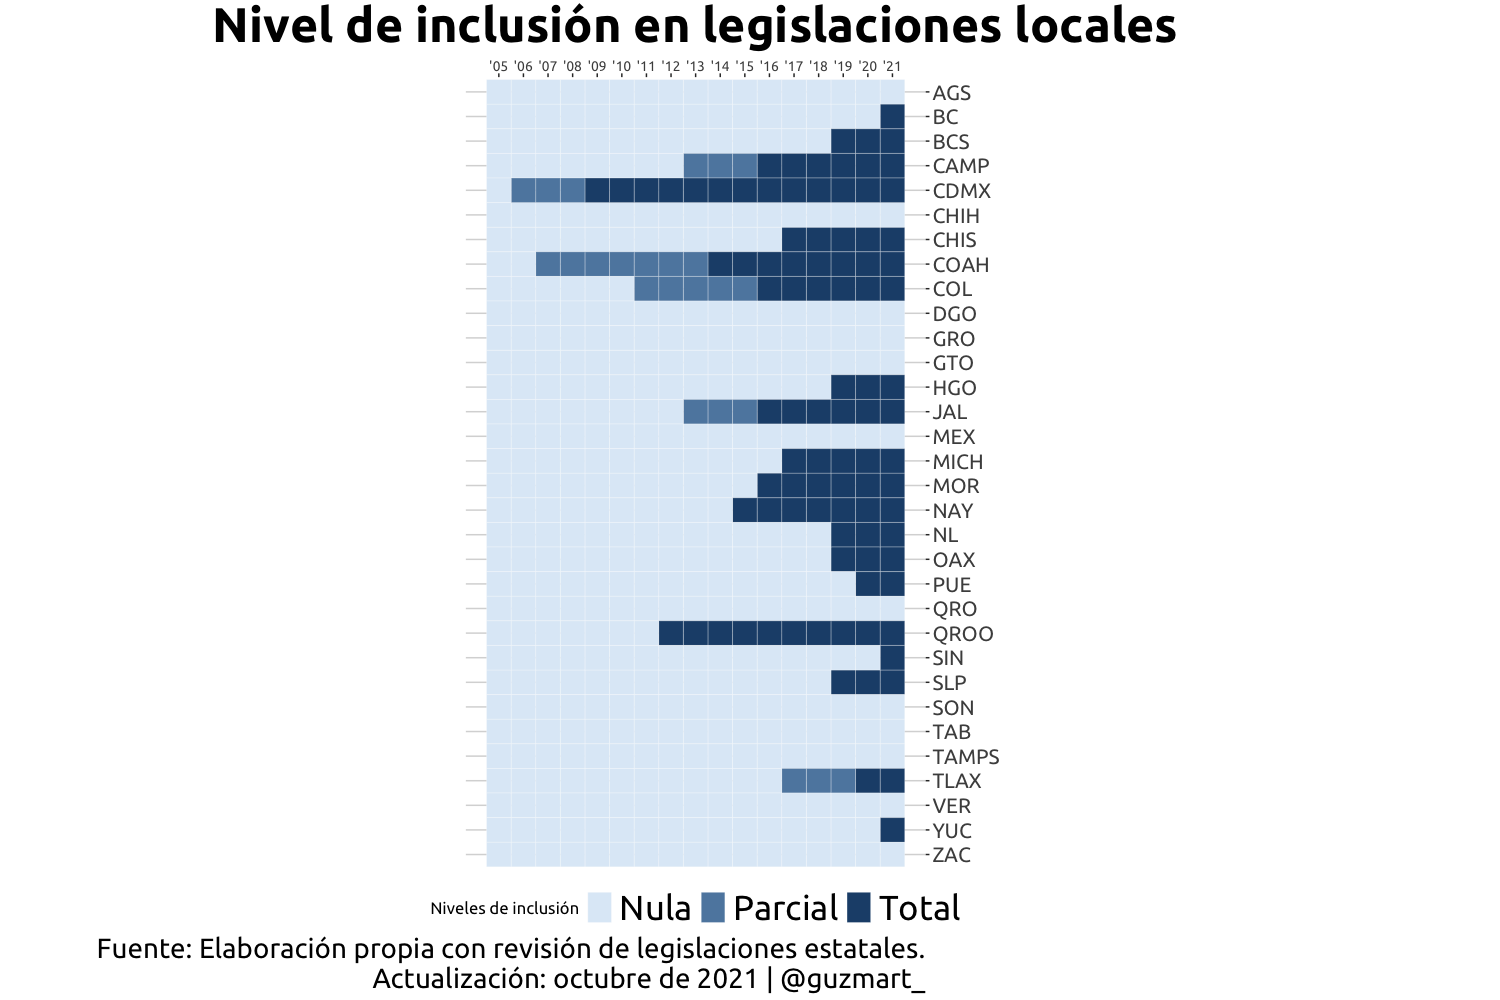 Nivel de inclusión en legislaciones locales
'05 '06 '07 '08 '09 '10 '11 '12 '13 '14 '15 '16 '17 '18 '19 '20 '21
AGS
BC
BCS
CAMP
CDMX
CHIH
CHIS
COAH
COL
DGO
GRO
GTO
HGO
JAL
MEX
MICH
MOR
NAY
NL
OAX
PUE
QRO
QROO
SIN
SLP
SON
TAB
TAMPS
TLAX
VER
YUC
ZAC
Niveles de inclusión Nula Parcial Total
Fuente: Elaboración propia con revisión de legislaciones estatales.
Actualización: octubre de 2021 | @guzmart_